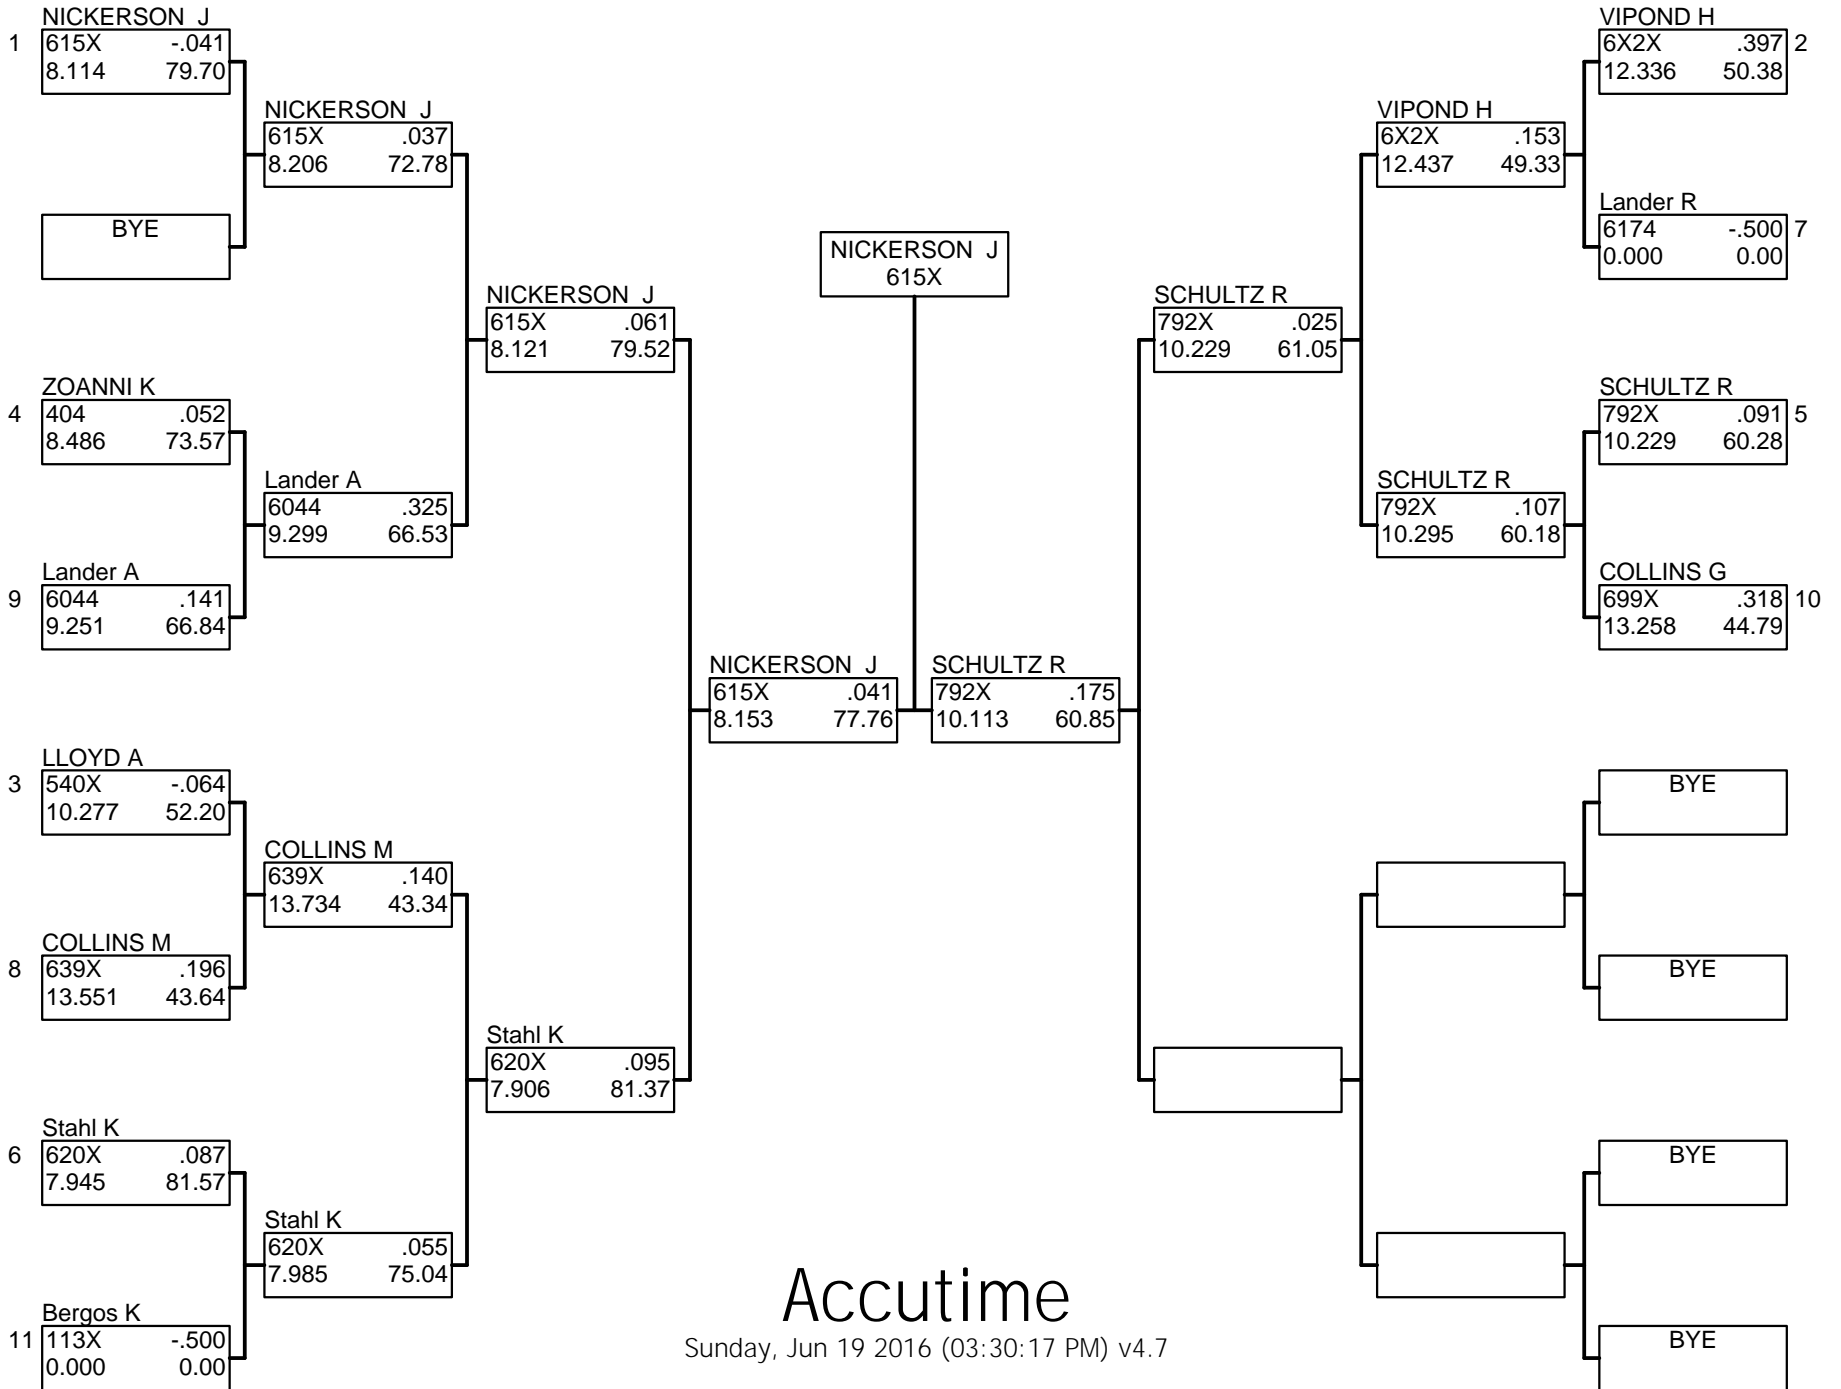 NICKERSON  J
1 615X -.041
8.114 79.70
BYE
ZOANNI K
4 404 .052
8.486 73.57
Lander A
9 6044 .141
9.251 66.84
LLOYD A
3 540X -.064
10.277 52.20
COLLINS M
8 639X .196
13.551 43.64
Stahl K
6 620X .087
7.945 81.57
Bergos K
11 113X -.500
0.000 0.00
NICKERSON  J
615X .037
8.206 72.78
Lander A
6044 .325
9.299 66.53
COLLINS M
639X .140
13.734 43.34
Stahl K
620X .055
7.985 75.04
NICKERSON  J
615X .061
8.121 79.52
Stahl K
620X .095
7.906 81.37
NICKERSON  J
615X .041
8.153 77.76
NICKERSON  J
615X
SCHULTZ R
792X .175
10.113 60.85
SCHULTZ R
792X .025
10.229 61.05
VIPOND H
6X2X .153
12.437 49.33
SCHULTZ R
792X .107
10.295 60.18
VIPOND H
6X2X .397 2
12.336 50.38
Lander R
6174 -.500 7
0.000 0.00
SCHULTZ R
792X .091 5
10.229 60.28
COLLINS G
699X .318 10
13.258 44.79
BYE
BYE
BYE
BYE
Accutime
Sunday, Jun 19 2016 (03:30:17 PM) v4.7